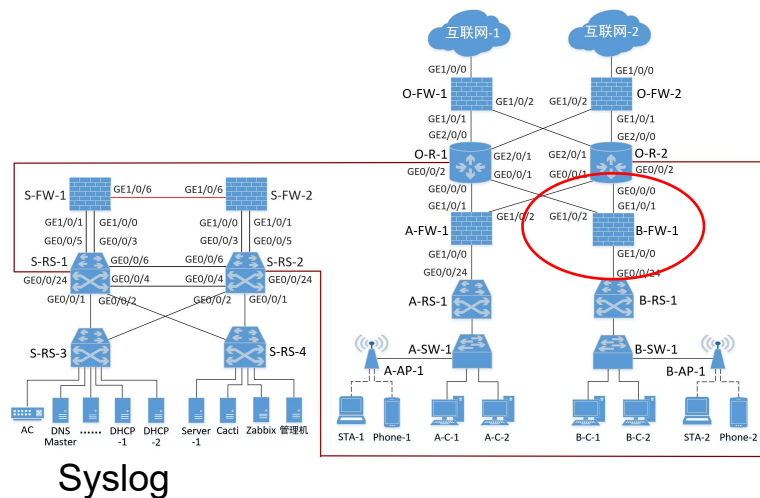 互联网-1 互联网-2
GE1/0/0 GE1/0/0
O-FW-1 O-FW-2
GE1/0/2 GE1/0/2
GE1/0/1 GE1/0/1
GE2/0/0 GE2/0/0
O-R-1 GE2/0/1 GE2/0/1 O-R-2
GE0/0/2 GE0/0/1 GE0/0/1 GE0/0/2
GE0/0/0 GE0/0/0
GE1/0/1 GE1/0/2 GE1/0/2 GE1/0/1
A-FW-1 B-FW-1
GE1/0/0 GE1/0/0
GE0/0/24 GE0/0/24
A-RS-1 B-RS-1
A-SW-1 B-SW-1
A-AP-1 B-AP-1
STA-1 Phone-1 A-C-1 A-C-2 B-C-1 B-C-2 STA-2 Phone-2
GE1/0/6 GE1/0/6
S-FW-1 S-FW-2
GE1/0/1 GE1/0/0 GE1/0/0 GE1/0/1
GE0/0/5 GE0/0/3 GE0/0/3 GE0/0/5
S-RS-1 GE0/0/6 GE0/0/6 S-RS-2
GE0/0/24 GE0/0/4 GE0/0/4 GE0/0/24
GE0/0/1 GE0/0/2 GE0/0/2 GE0/0/1
S-RS-3 S-RS-4
AC DNS Master ...... DHCP-1 DHCP-2 Server-1 Cacti Zabbix 管理机
Syslog